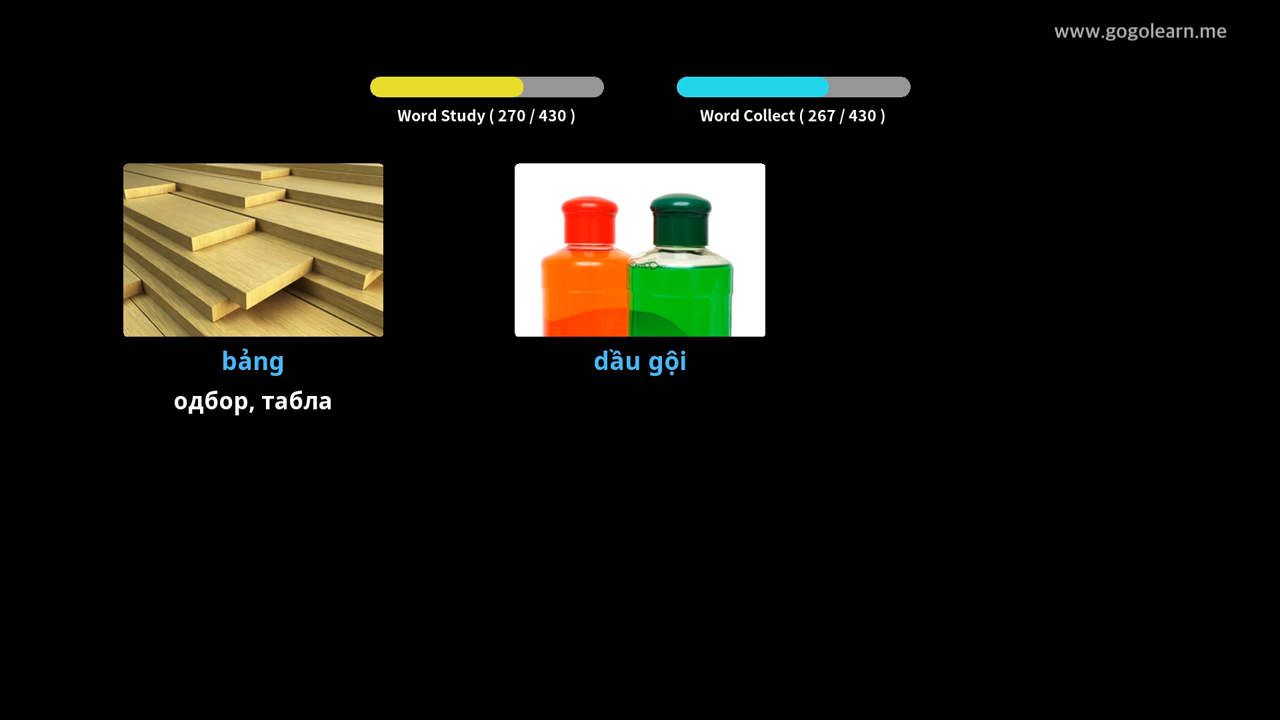 www.gogolearn.me
Word Study ( 270 / 430 )
Word Collect ( 267 / 430 )
bảng
dầu gội
одбор, табла